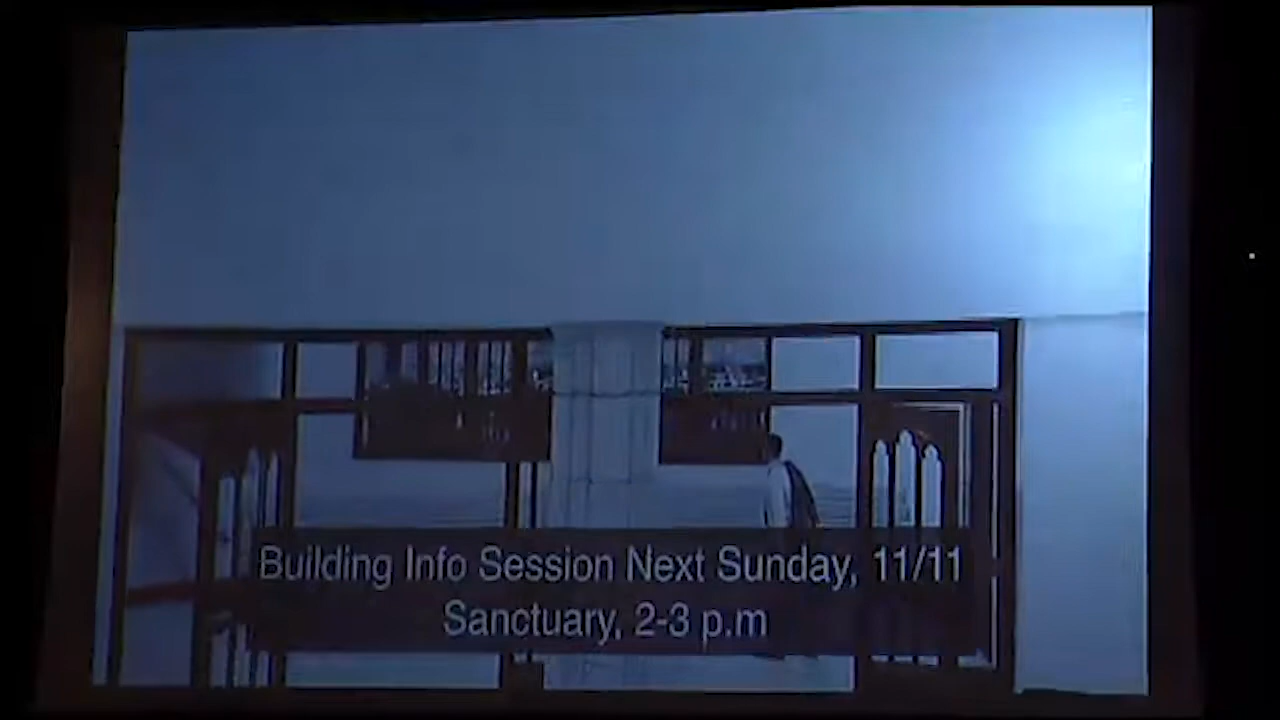 Building Info Session Next Sunday, 11/11
Sanctuary, 2-3 p.m